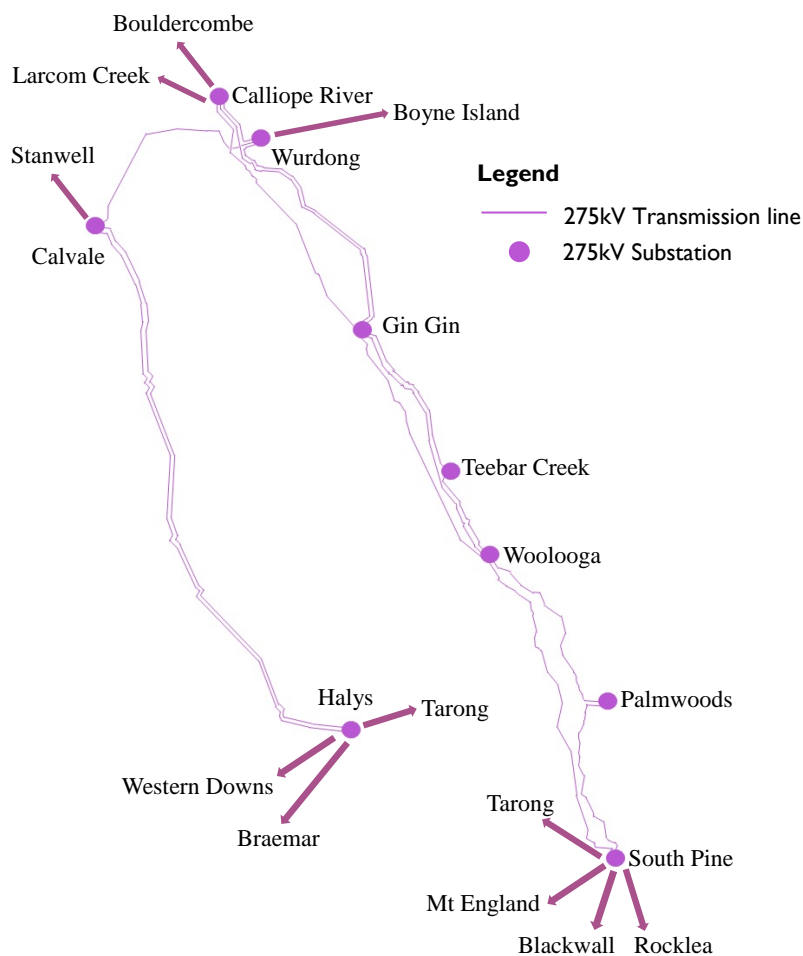 Bouldercombe
Larcom Creek
Calliope River
Boyne Island
Wurdong
Stanwell
Legend
275kV Transmission line
275kV Substation
Calvale
Gin Gin
Teebar Creek
Woolooga
Halys
Tarong
Palmwoods
Western Downs
Braemar
Tarong
South Pine
Mt England
Blackwall
Rocklea